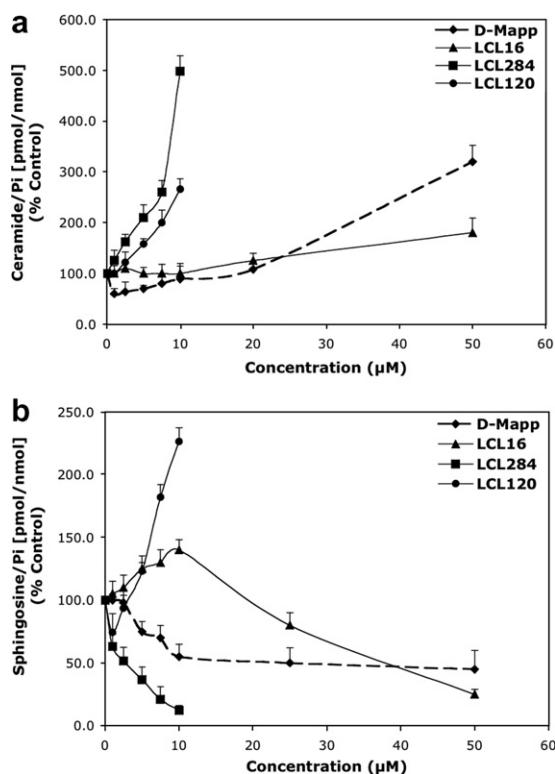 a
D-Mapp
LCL16
LCL284
LCL120
Ceramide/Pi [pmol/nmol]
(% Control)
600.0
500.0
400.0
300.0
200.0
100.0
0.0
0 10 20 30 40 50 60
Concentration (µM)
b
D-Mapp
LCL16
LCL284
LCL120
Sphingosine/Pi [pmol/nmol]
(% Control)
250.0
200.0
150.0
100.0
50.0
0.0
0 10 20 30 40 50 60
Concentration (µM)